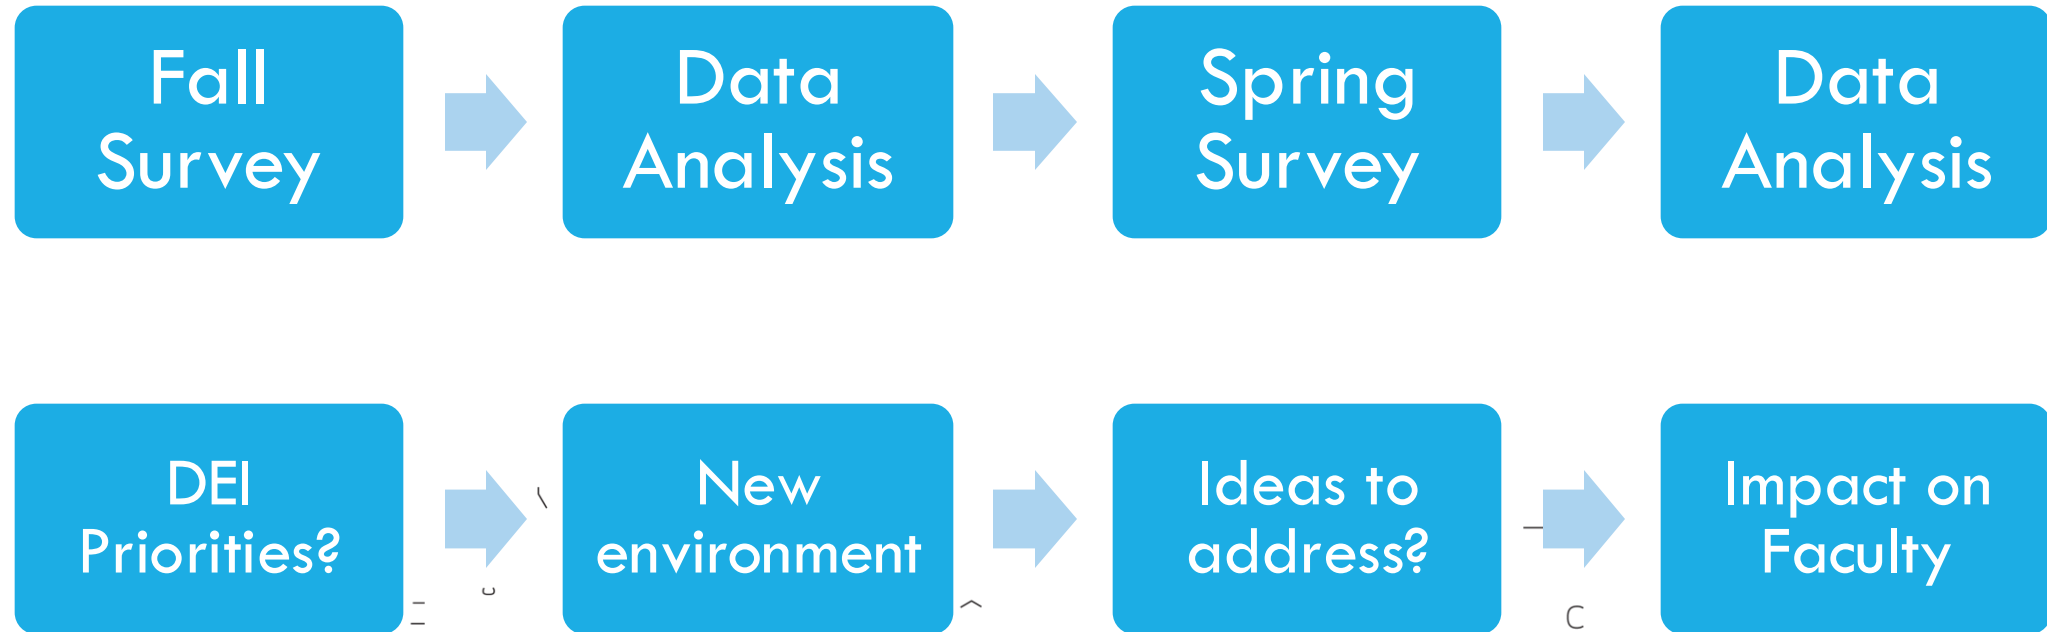 Fall
Survey
Data
Analysis
Spring
Survey
Data
Analysis
DEI
Priorities?
New
environment
Ideas to
address?
Impact on
Faculty